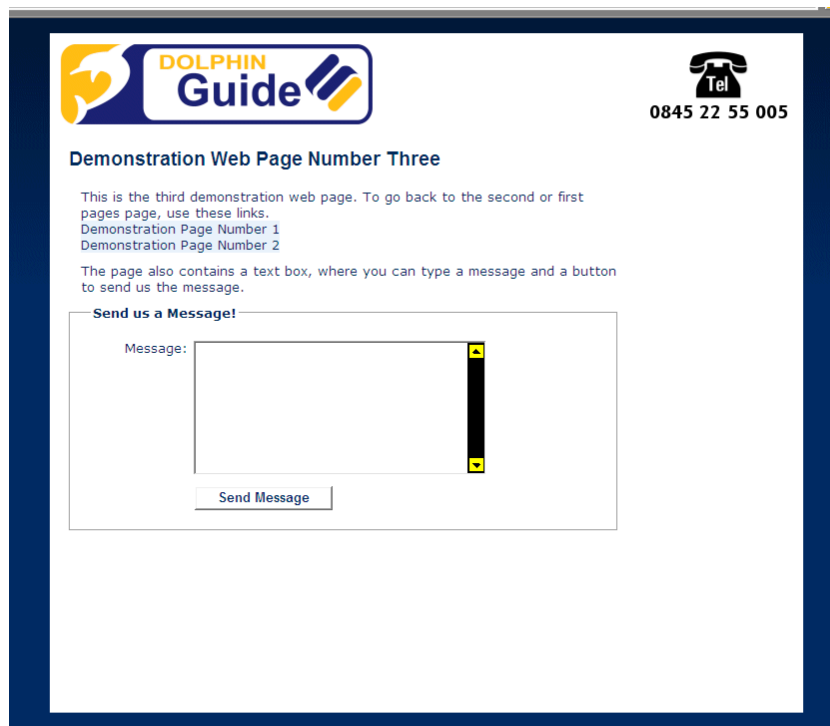 DOLPHIN
Guide
Tel
0845 22 55 005
Demonstration Web Page Number Three
This is the third demonstration web page. To go back to the second or first
pages page, use these links.
Demonstration Page Number 1
Demonstration Page Number 2
The page also contains a text box, where you can type a message and a button
to send us the message.
Send us a Message!
Message:
Send Message